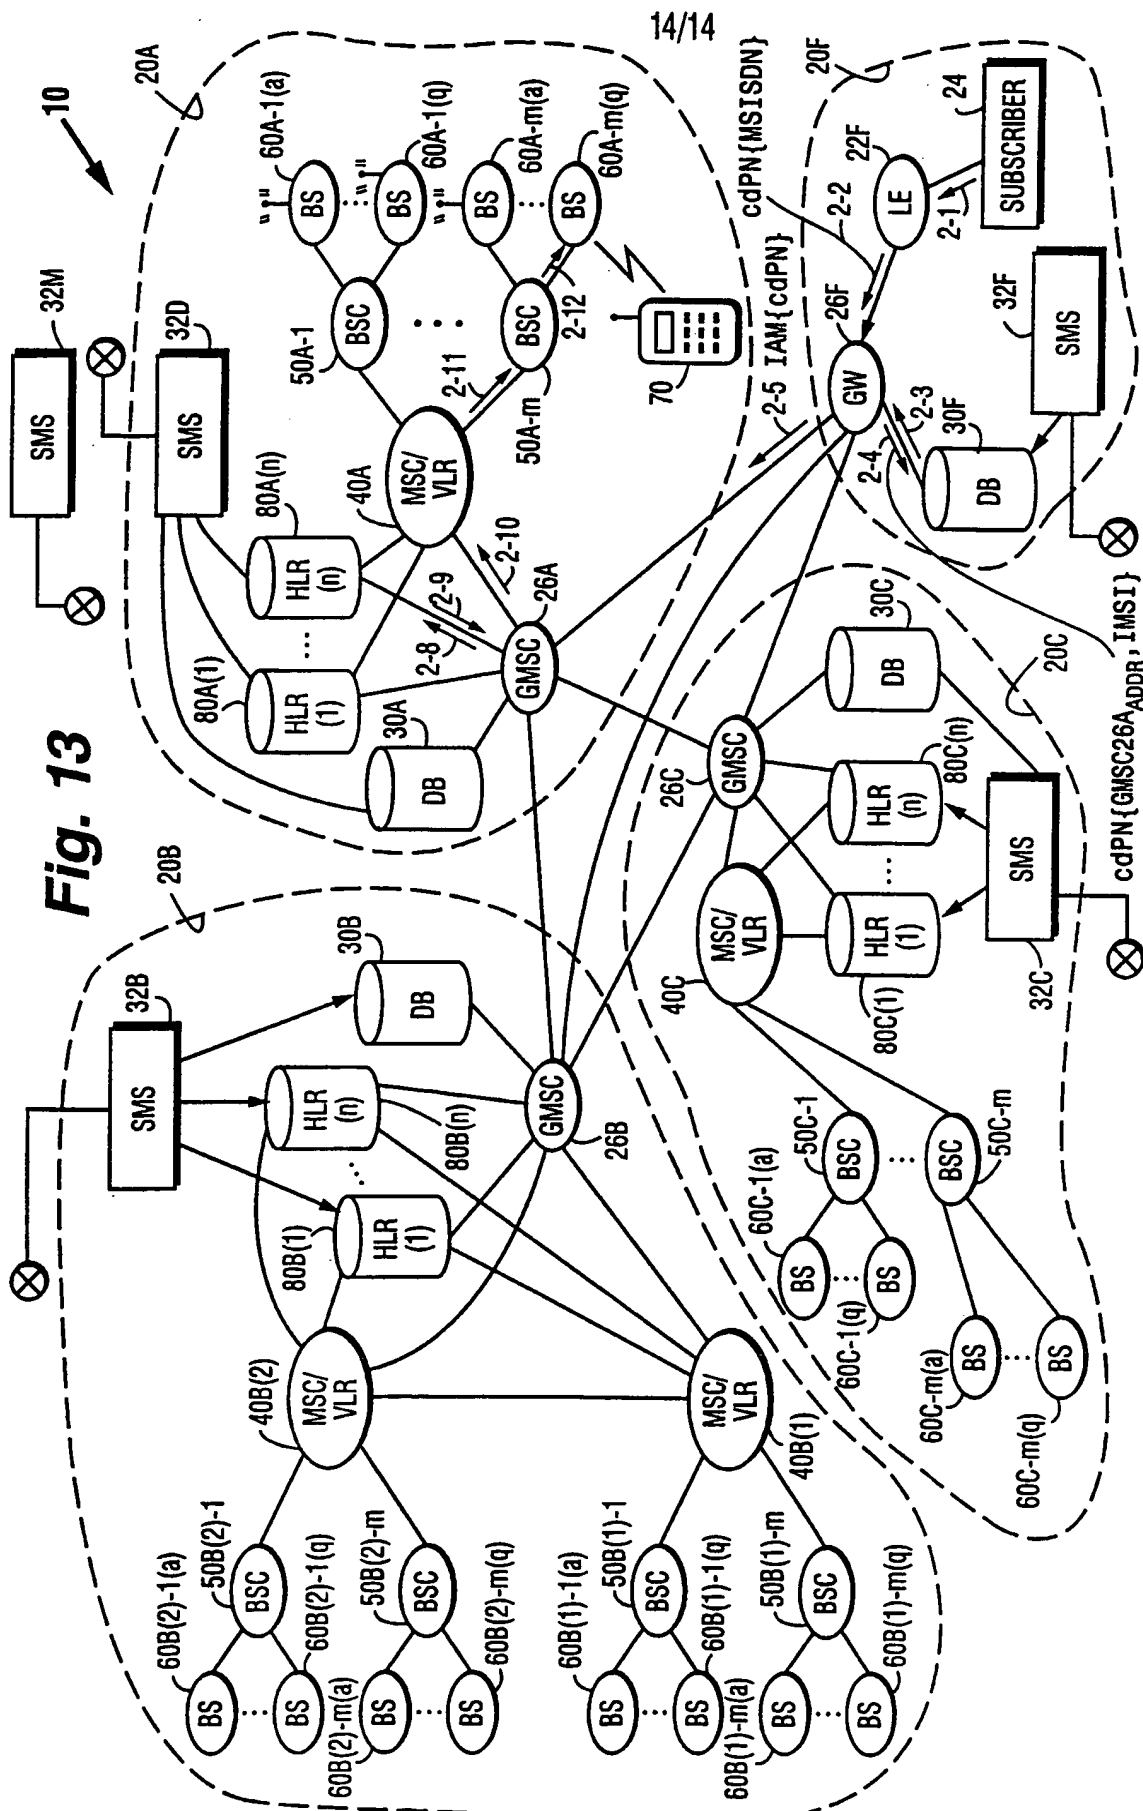 14/14
Fig. 13
10
20A
32M
SMS
32D
SMS
80A(n)
HLR
(n)
80A(1)
HLR
(1)
...
30A
DB
40A
MSC/
VLR
26A
GMSC
2-8
2-9
2-10
2-11
2-12
50A-1
BSC
50A-m
BSC
60A-1(a)
BS
60A-1(q)
BS
60A-m(a)
BS
60A-m(q)
BS
70
20F
24
SUBSCRIBER
22F
LE
2-1
2-2
cdPN{MSISDN}
26F
GW
2-5 IAM{cdPN}
2-3
2-4
30F
DB
32F
SMS
cdPN{GMSC26A ADDR, IMSI}
20B
32B
SMS
30B
DB
80B(n)
HLR
(n)
80B(1)
HLR
(1)
26B
GMSC
40B(2)
MSC/
VLR
40B(1)
MSC/
VLR
50B(2)-1
BSC
60B(2)-1(a)
BS
60B(2)-1(q)
BS
50B(2)-m
BSC
60B(2)-m(a)
BS
60B(2)-m(q)
BS
50B(1)-1
BSC
60B(1)-1(a)
BS
60B(1)-1(q)
BS
50B(1)-m
BSC
60B(1)-m(a)
BS
60B(1)-m(q)
BS
20C
30C
DB
26C
GMSC
80C(n)
HLR
(n)
80C(1)
HLR
(1)
32C
SMS
40C
MSC/
VLR
50C-1
BSC
60C-1(a)
BS
60C-1(q)
BS
50C-m
BSC
60C-m(a)
BS
60C-m(q)
BS